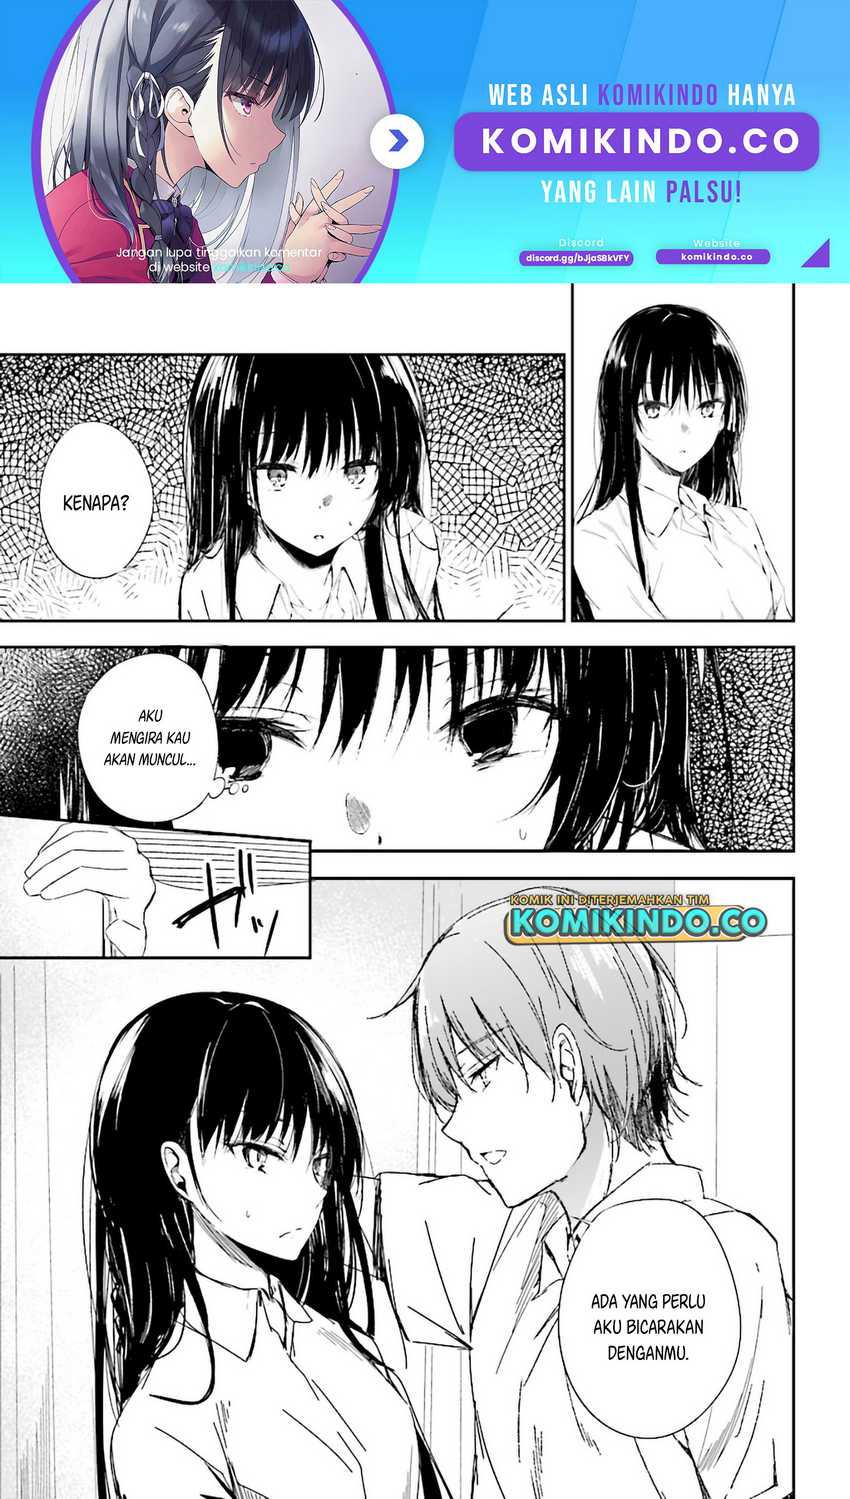 WEB ASLI KOMIKINDO HANYA
KOMIKINDO.CO
YANG LAIN PALSU!
Jangan lupa tinggalkan komentar
di website
Discord
discord.gg/bJjaSBkVFY
Website
komikindo.co
KENAPA?
AKU
MENGIRA KAU
AKAN MUNCUL...
ガッ
KOMIK INI DITERJEMAHKAN TIM
KOMIKINDO.CO
ADA YANG PERLU
AKU BICARAKAN
DENGANMU.